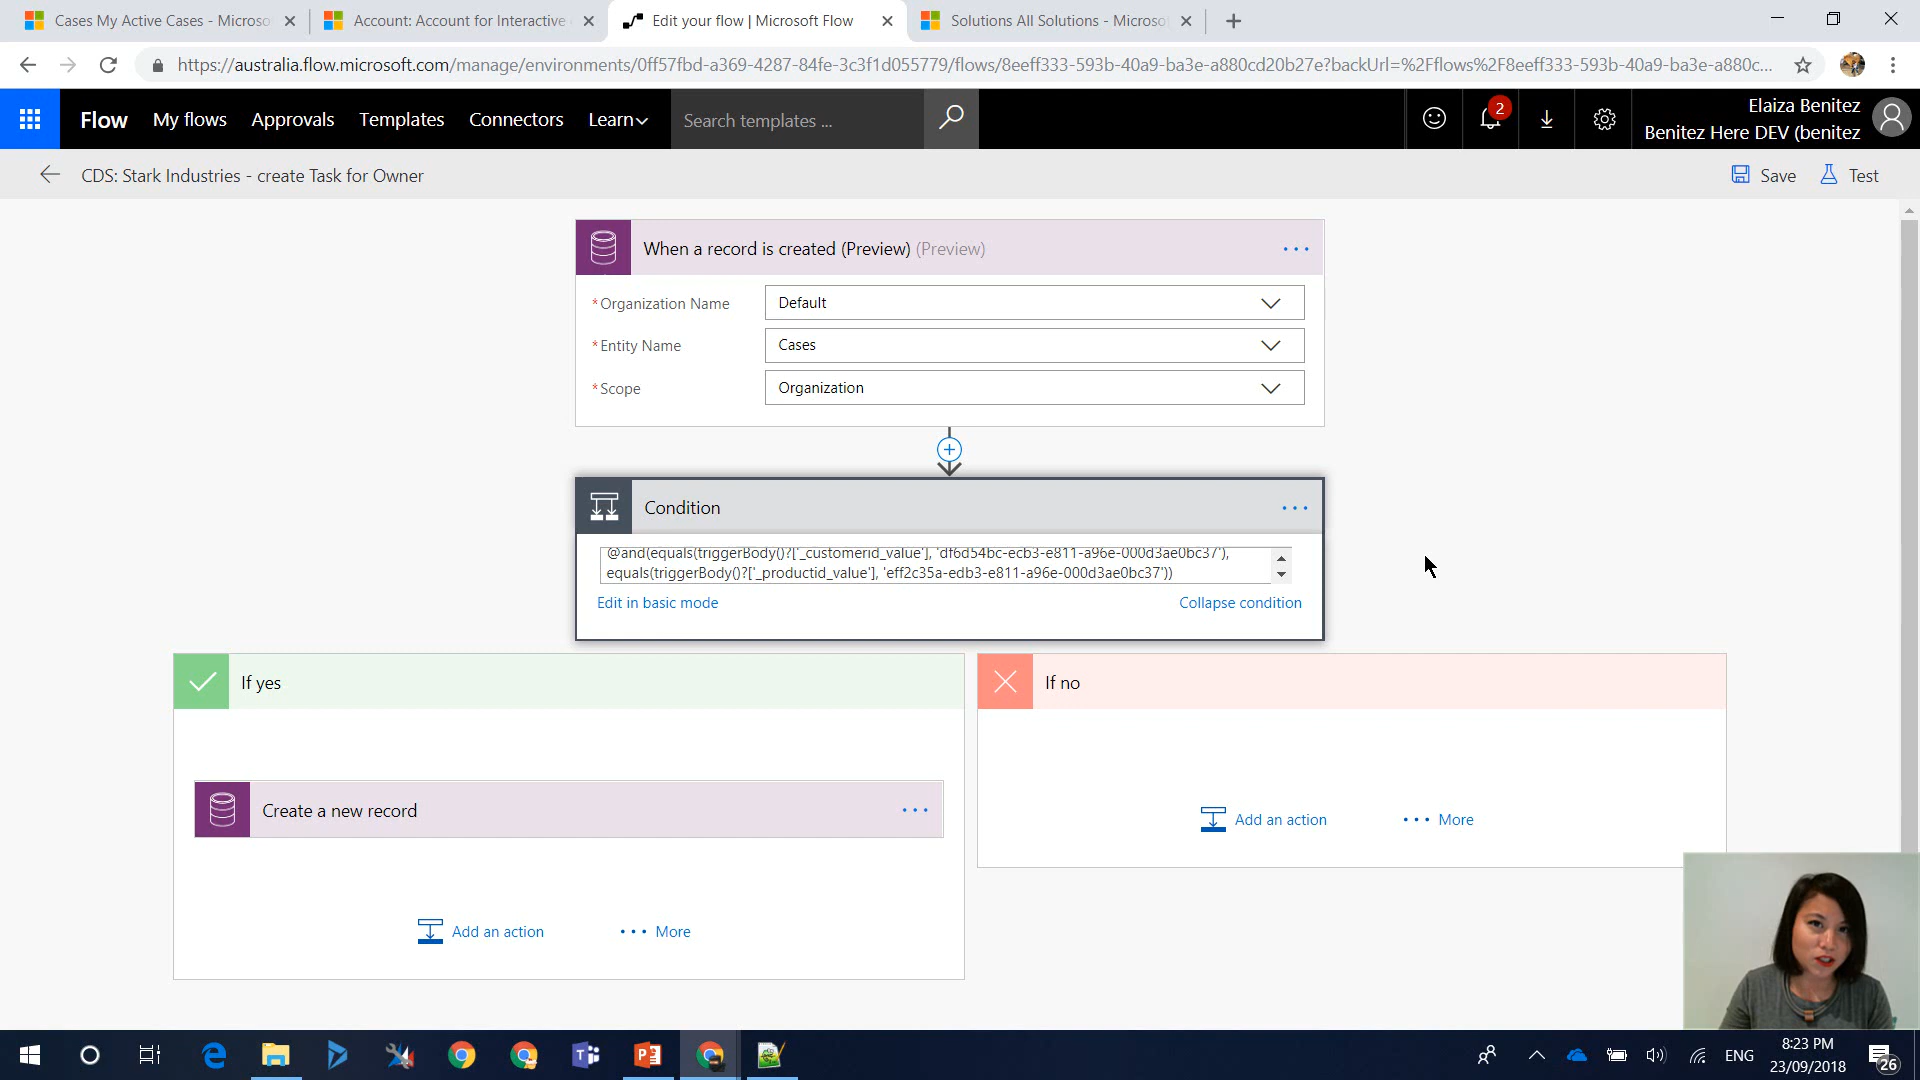 Cases My Active Cases - Microso
Account: Account for Interactive
Edit your flow | Microsoft Flow
Solutions All Solutions - Microso
https://australia.flow.microsoft.com/manage/environments/0ff57fbd-a369-4287-84fe-3c3f1d055779/flows/8eeff333-593b-40a9-ba3e-a880cd20b27e?backUrl=%2Fflows%2F8eeff333-593b-40a9-ba3e-a880c...
Flow My flows Approvals Templates Connectors Learn
Search templates ...
2
Elaiza Benitez
Benitez Here DEV (benitez
CDS: Stark Industries - create Task for Owner
Save Test
When a record is created (Preview) (Preview)
*Organization Name Default
*Entity Name Cases
*Scope Organization
Condition
@and(equals(triggerBody()?['_customerid_value'], 'df6d54bc-ecb3-e811-a96e-000d3ae0bc37'),
equals(triggerBody()?['_productid_value'], 'eff2c35a-edb3-e811-a96e-000d3ae0bc37'))
Edit in basic mode Collapse condition
If yes
If no
Create a new record
Add an action More
Add an action More
ENG
8:23 PM
23/09/2018
26